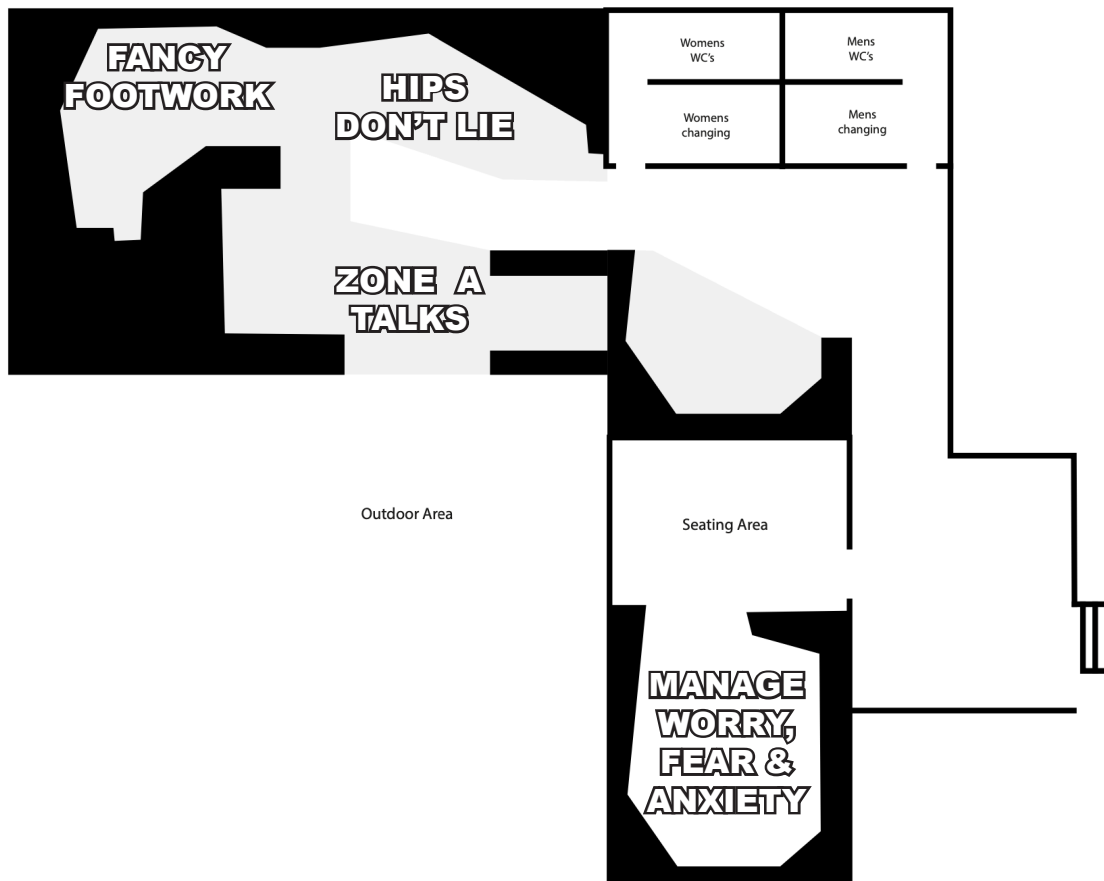 FANCY
FOOTWORK
HIPS
DON'T LIE
Womens
WC's
Mens
WC's
Womens
changing
Mens
changing
ZONE A
TALKS
Outdoor Area
Seating Area
MANAGE
WORRY,
FEAR &
ANXIETY